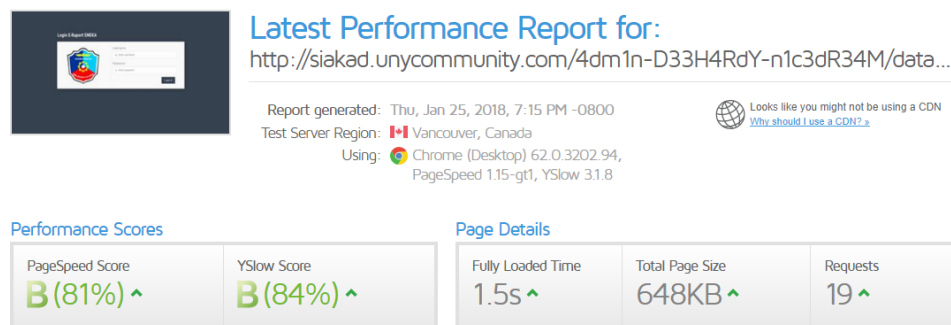 Login E-Raport SMEKA
Latest Performance Report for:
http://siakad.unycommunity.com/4dm1n-D33H4RdY-n1c3dR34M/data...
Report generated: Thu, Jan 25, 2018, 7:15 PM -0800
Test Server Region: Vancouver, Canada
Using: Chrome (Desktop) 62.0.3202.94,
PageSpeed 1.15-gt1, YSlow 3.1.8
Looks like you might not be using a CDN
Why should I use a CDN? »
Performance Scores
PageSpeed Score
B (81%)
YSlow Score
B (84%)
Page Details
Fully Loaded Time
1.5s
Total Page Size
648KB
Requests
19